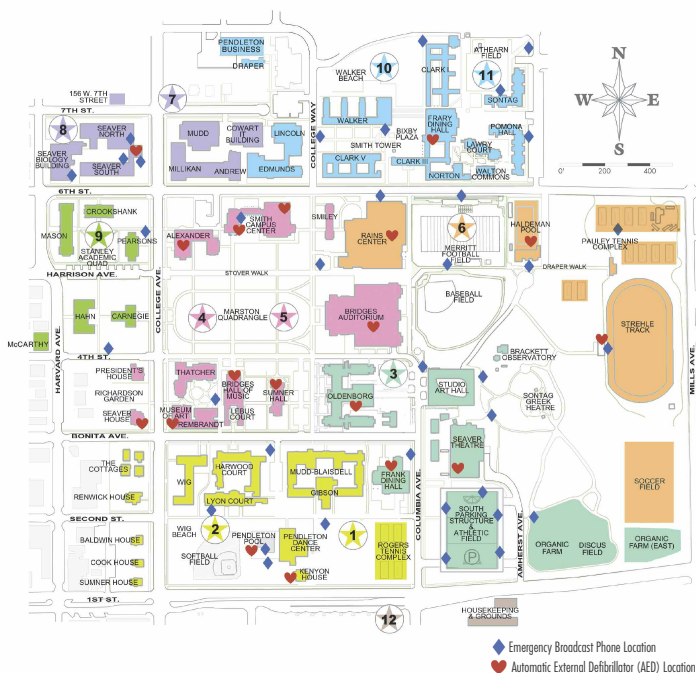 PENDLETON
BUSINESS
DRAPER
156 W. 7TH
STREET
7
7TH ST.
8
SEAVER
NORTH
SEAVER
BIOLOGY
BUILDING
SEAVER
SOUTH
MUDD
COWART
IT
BUILDING
LINCOLN
MILLIKAN
ANDREW
EDMUNDS
COLLEGE WAY
WALKER
BEACH
10
CLARK I
ATHEARN
FIELD
11
SONTAG
WALKER
BIXBY
PLAZA
FRARY
DINING
HALL
POMONA
HALL
SMITH TOWER
LAWRY
COURT
CLARK V
CLARK III
NORTON
WALTON
COMMONS
N
W
E
S
0
200
400
6TH ST.
CROOKSHANK
MASON
9
PEARSONS
STANLEY
ACADEMIC
QUAD
HARRISON AVE.
ALEXANDER
SMITH
CAMPUS
CENTER
SMILEY
RAINS
CENTER
6
MERRITT
FOOTBALL
FIELD
HALDEMAN
POOL
PAULEY TENNIS
COMPLEX
DRAPER WALK
STOVER WALK
COLLEGE AVE.
HAHN
CARNEGIE
4
MARSTON
QUADRANGLE
5
BRIDGES
AUDITORIUM
BASEBALL
FIELD
STREHLE
TRACK
McCARTHY
HARVARD AVE.
4TH ST.
BRACKETT
OBSERVATORY
MILLS AVE.
PRESIDENT'S
HOUSE
RICHARDSON
GARDEN
SEAVER
HOUSE
THATCHER
BRIDGES
HALL OF
MUSIC
SUMNER
HALL
MUSEUM
OF ART
REMBRANDT
LEBUS
COURT
OLDENBORG
3
STUDIO
ART HALL
SONTAG
GREEK
THEATRE
BONITA AVE.
THE
COTTAGES
RENWICK HOUSE
WIG
HARWOOD
COURT
LYON COURT
MUDD-BLAISDELL
GIBSON
FRANK
DINING
HALL
SEAVER
THEATRE
COLUMBIA AVE.
SOCCER
FIELD
SECOND ST.
BALDWIN HOUSE
COOK HOUSE
SUMNER HOUSE
WIG
BEACH
2
SOFTBALL
FIELD
PENDLETON
POOL
PENDLETON
DANCE
CENTER
KENYON
HOUSE
1
ROGERS
TENNIS
COMPLEX
SOUTH
PARKING
STRUCTURE
&
ATHLETIC
FIELD
P
AMHERST AVE.
ORGANIC
FARM
DISCUS
FIELD
ORGANIC
FARM (EAST)
1ST ST.
12
HOUSEKEEPING
& GROUNDS
Emergency Broadcast Phone Location
Automatic External Defibrillator (AED) Location